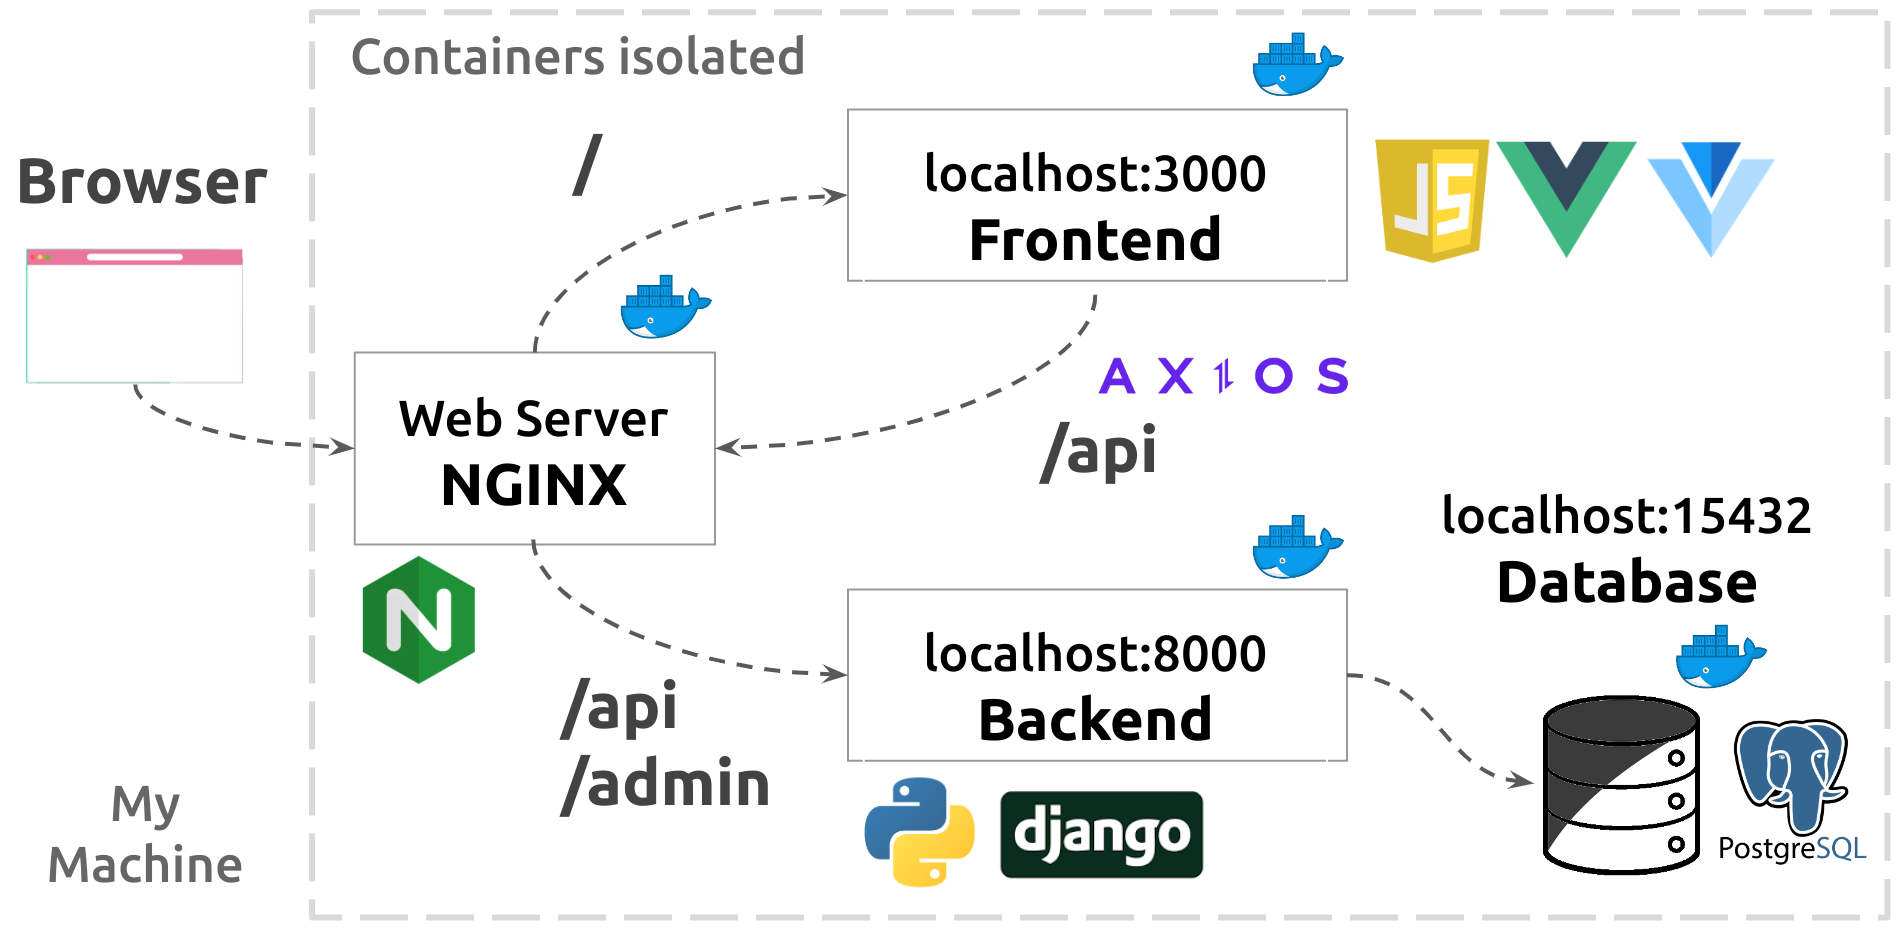 Containers isolated
Browser
/
localhost:3000
Frontend
JS
Web Server
NGINX
AXIOS
/api
N
/api
/admin
localhost:8000
Backend
django
localhost:15432
Database
PostgreSQL
My
Machine